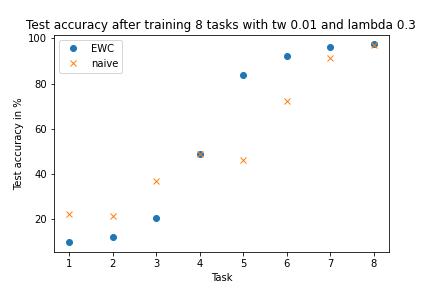 Test accuracy after training 8 tasks with tw 0.01 and lambda 0.3
EWC
naive
100
80
60
40
20
Test accuracy in %
1 2 3 4 5 6 7 8
Task